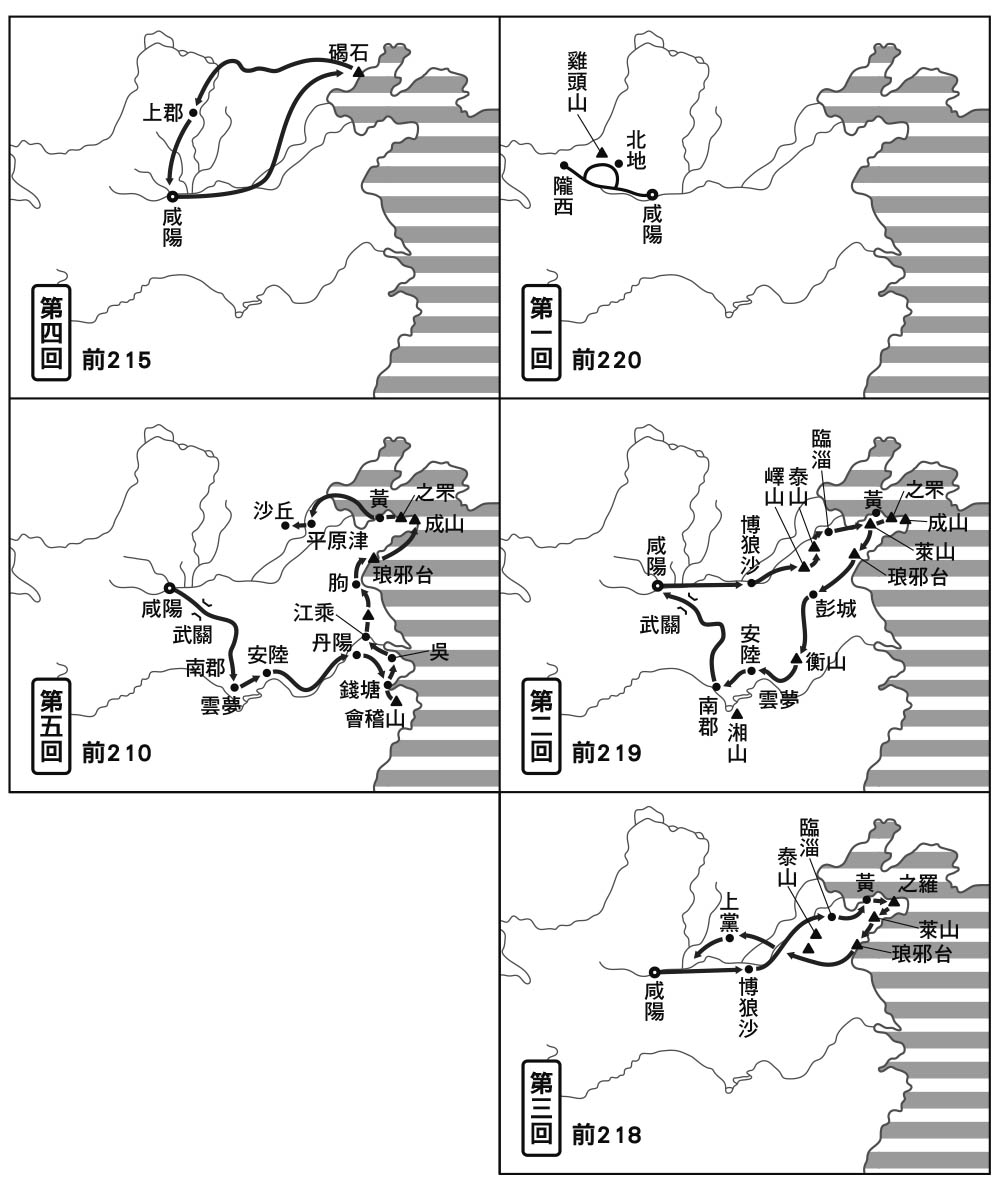 雞頭山
北地
隴西
咸陽
第一回
前220
臨淄
嶧山
泰山
黃
之罘
成山
萊山
琅邪台
博狼沙
咸陽
彭城
武關
安陸
衡山
雲夢
南郡
湘山
第二回
前219
臨淄
泰山
黃
之羅
上黨
萊山
琅邪台
咸陽
博狼沙
第三回
前218
碣石
上郡
咸陽
第四回
前215
黃
之罘
沙丘
成山
平原津
琅邪台
朐
咸陽
江乘
武關
丹陽
吳
安陸
南郡
錢塘
雲夢
會稽山
第五回
前210